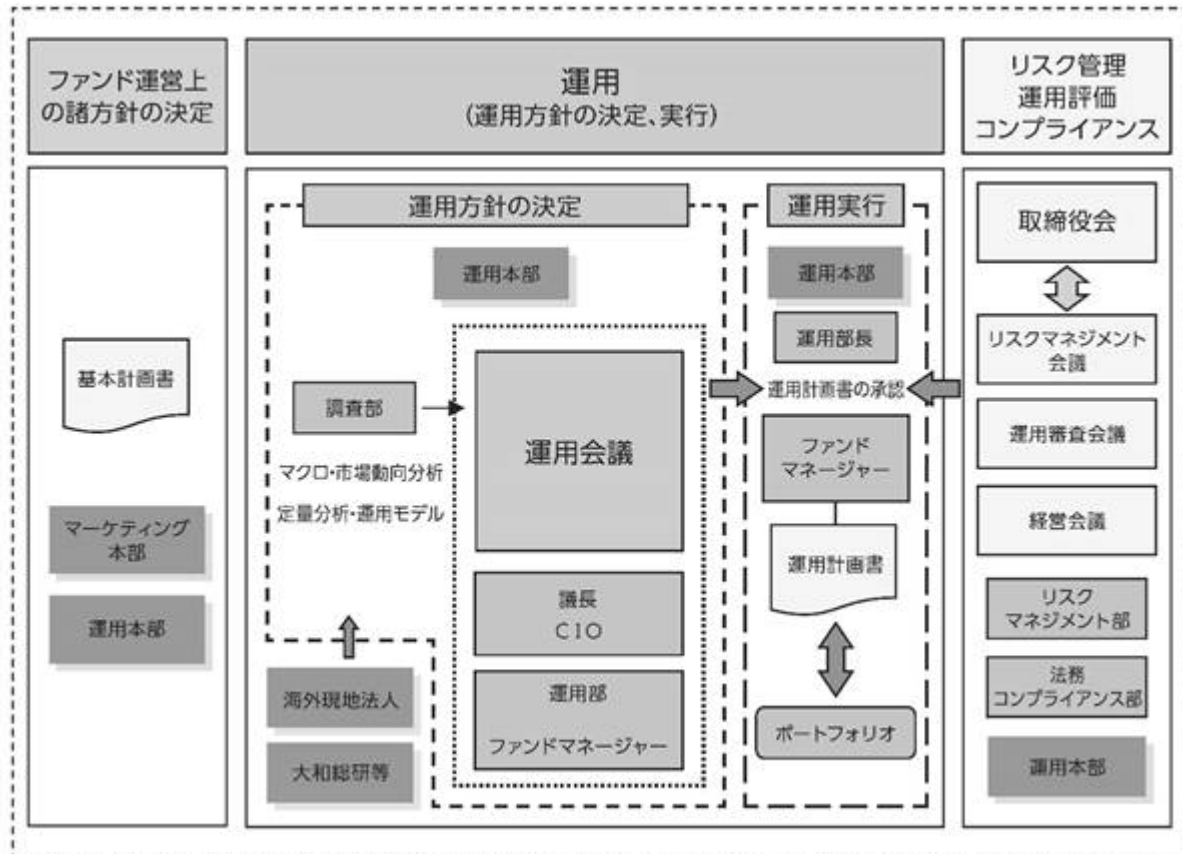 ファンド運営上
の諸方針の決定
運用
(運用方針の決定、実行)
リスク管理
運用評価
コンプライアンス
基本計画書
マーケティング
本部
運用本部
運用方針の決定
運用本部
調査部
マクロ・市場動向分析
定量分析・運用モデル
運用会議
議長
CIO
運用部
ファンドマネージャー
海外現地法人
大和総研等
運用実行
運用本部
運用部長
運用計画書の承認
ファンド
マネージャー
運用計画書
ポートフォリオ
取締役会
リスクマネジメント
会議
運用審査会議
経営会議
リスク
マネジメント部
法務
コンプライアンス部
運用本部